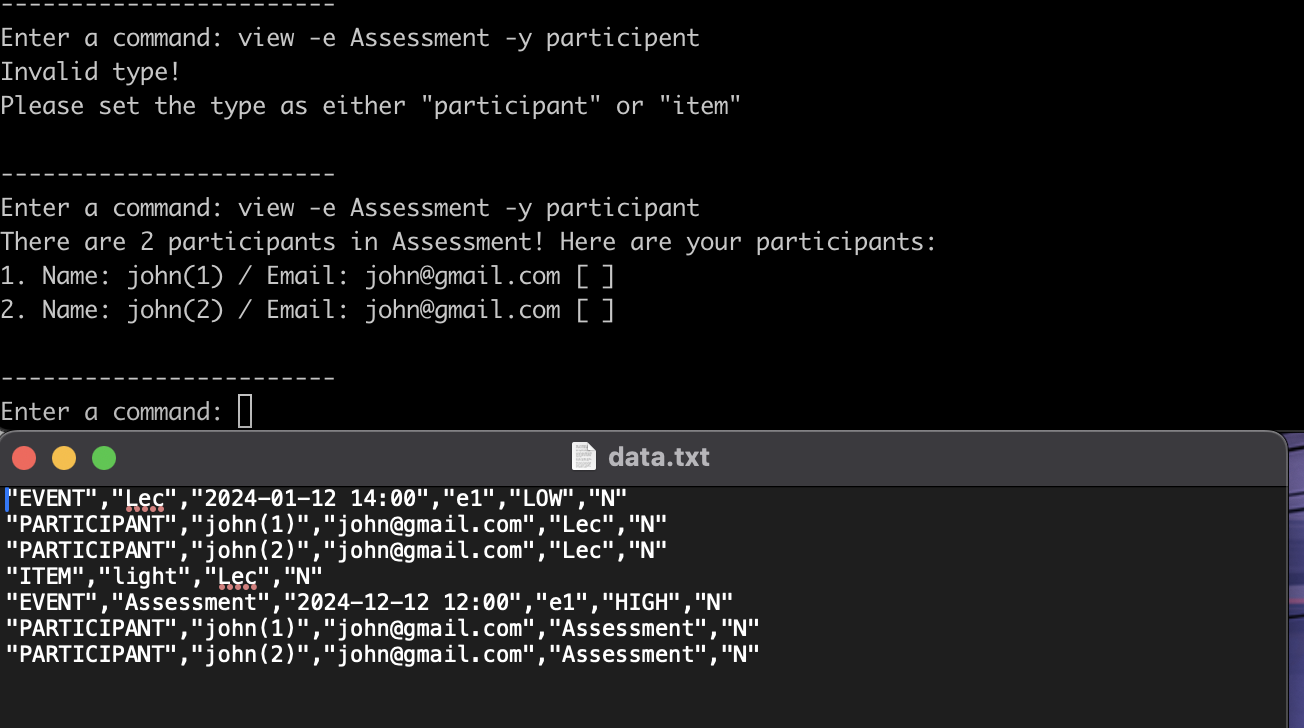 ------------------------
Enter a command: view -e Assessment -y participent
Invalid type!
Please set the type as either "participant" or "item"
------------------------
Enter a command: view -e Assessment -y participant
There are 2 participants in Assessment! Here are your participants:
1. Name: john(1) / Email: john@gmail.com [ ]
2. Name: john(2) / Email: john@gmail.com [ ]
------------------------
Enter a command:
data.txt
"EVENT","Lec","2024-01-12 14:00","e1","LOW","N"
"PARTICIPANT","john(1)","john@gmail.com","Lec","N"
"PARTICIPANT","john(2)","john@gmail.com","Lec","N"
"ITEM","light","Lec","N"
"EVENT","Assessment","2024-12-12 12:00","e1","HIGH","N"
"PARTICIPANT","john(1)","john@gmail.com","Assessment","N"
"PARTICIPANT","john(2)","john@gmail.com","Assessment","N"